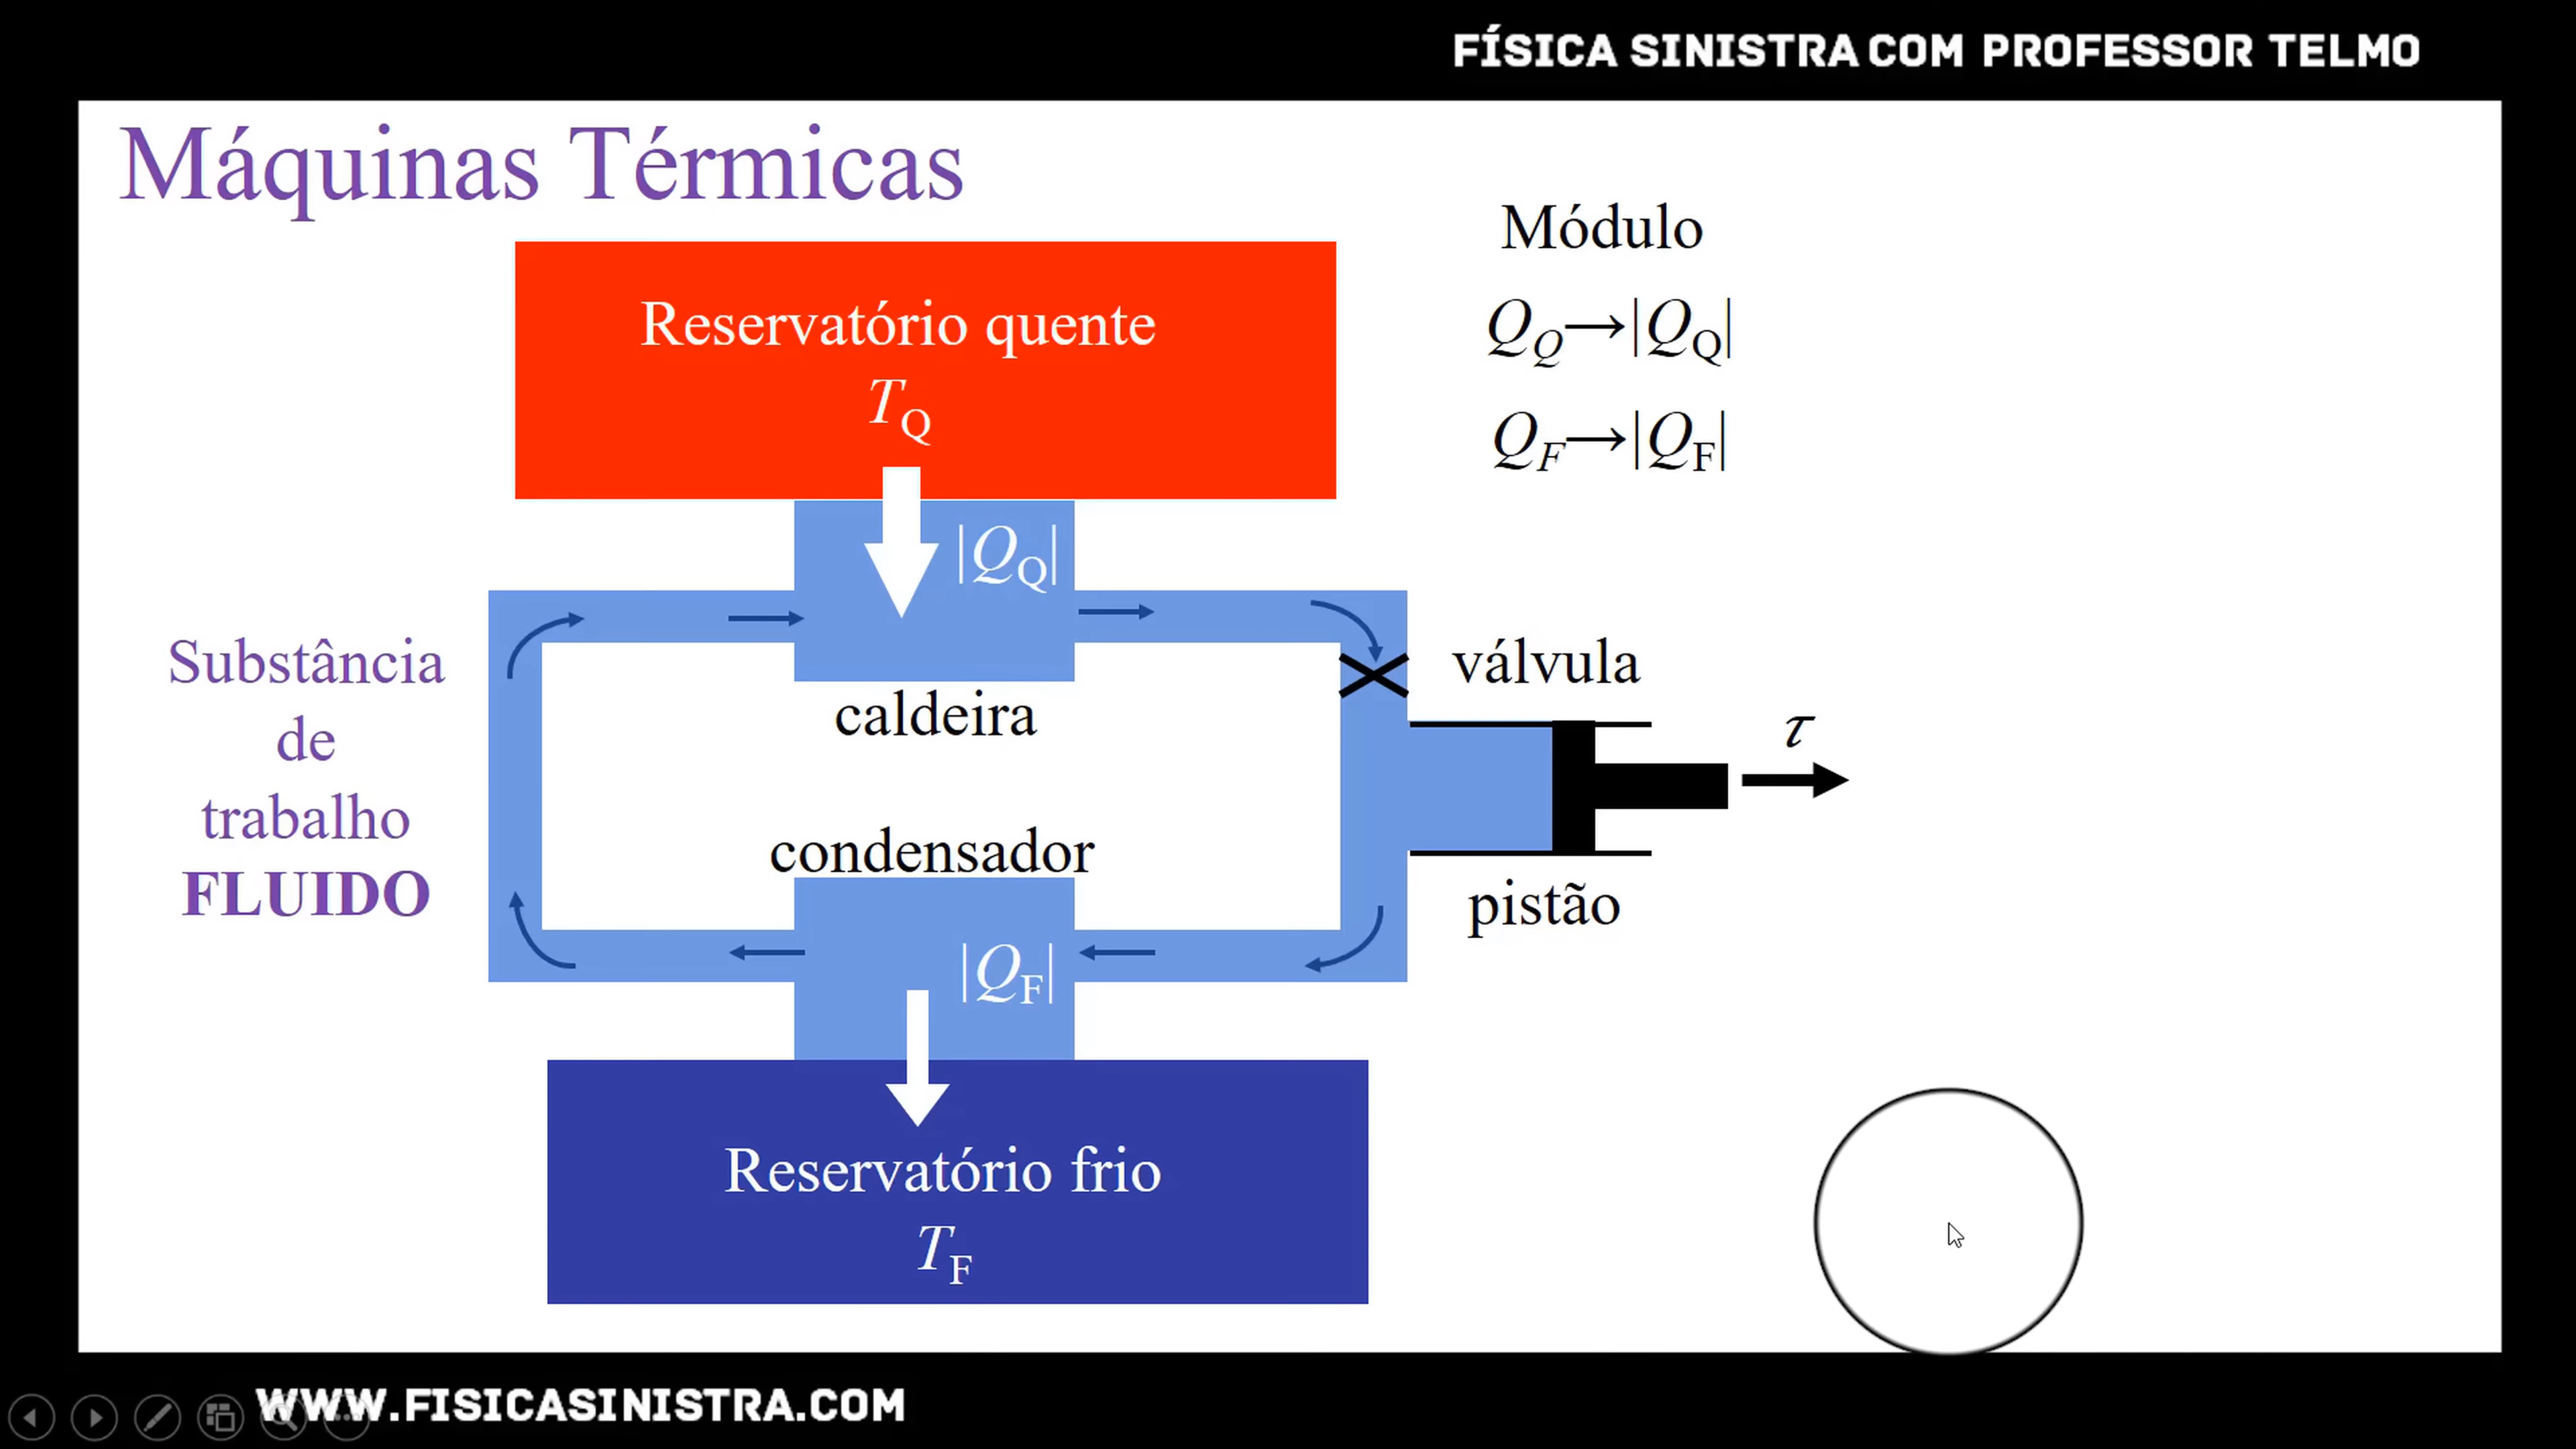 FÍSICA SINISTRA COM PROFESSOR TELMO
Máquinas Térmicas
Módulo
Q_Q→|Q_Q|
Q_F→|Q_F|
Reservatório quente
T_Q
|Q_Q|
caldeira
Substância
de
trabalho
FLUIDO
válvula
τ
pistão
condensador
|Q_F|
Reservatório frio
T_F
WWW.FISICASINISTRA.COM